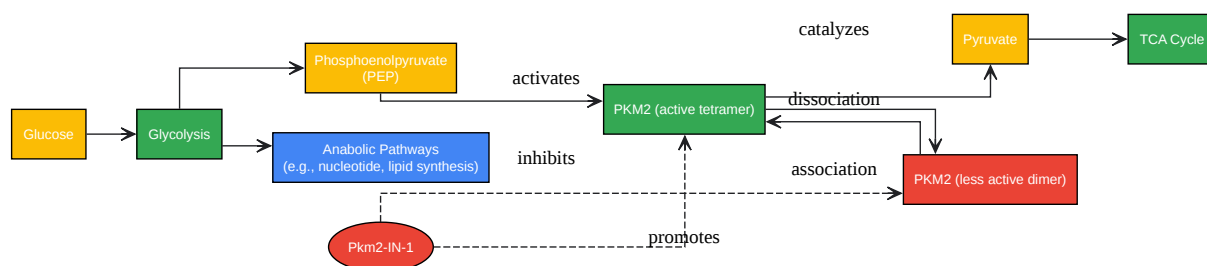 catalyzes
Pyruvate
TCA Cycle
Phosphoenolpyruvate
(PEP)
activates
PKM2 (active tetramer)
dissociation
Glucose
Glycolysis
Anabolic Pathways
(e.g., nucleotide, lipid synthesis)
inhibits
association
PKM2 (less active dimer)
Pkm2-IN-1
promotes